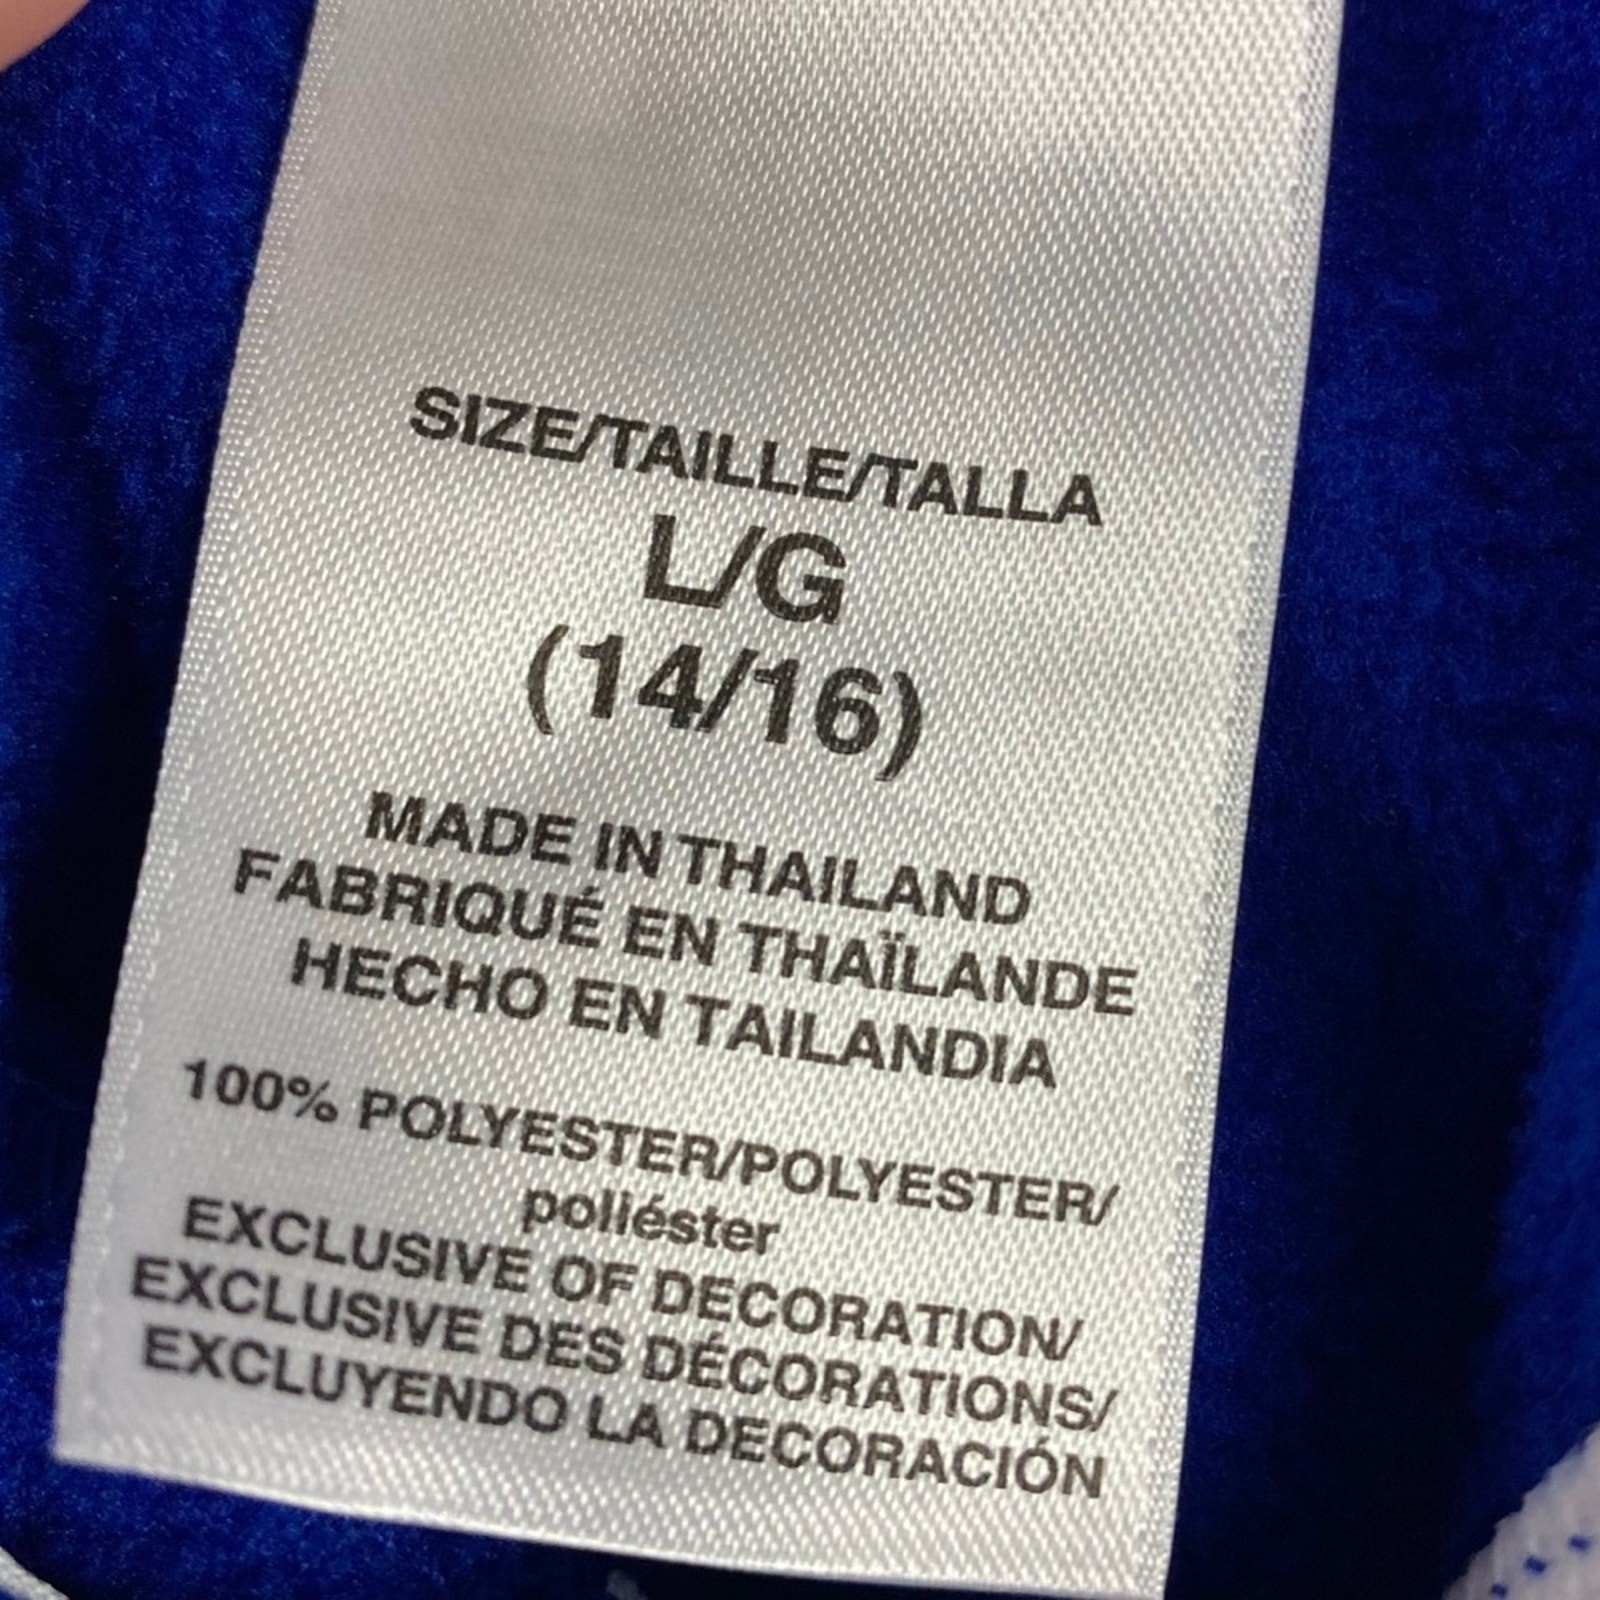 SIZE/TAILLE/TALLA
L/G
(14/16)
MADE IN THAILAND
FABRIQUÉ EN THAÏLANDE
HECHO EN TAILANDIA
100% POLYESTER/POLYESTER/
poliéster
EXCLUSIVE OF DECORATION/
EXCLUSIVE DES DÉCORATIONS/
EXCLUYENDO LA DECORACIÓN